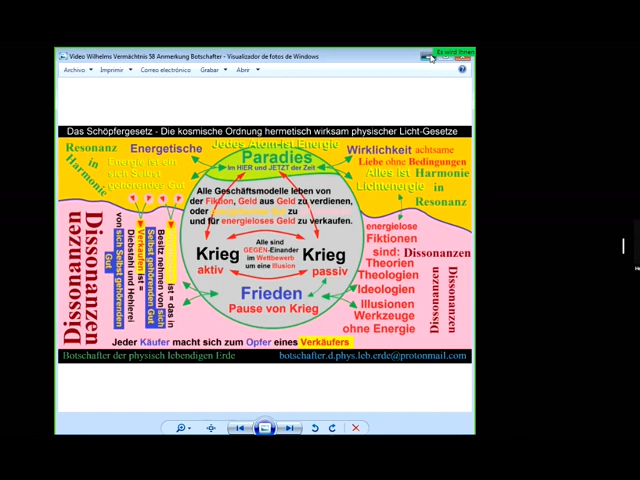 Video Wilhelms Vermächtnis 58 Anmerkung Botschafter - Visualizador de fotos de Windows
Es wird Ihnen
Archivo Imprimir Correo electrónico Grabar Abrir
Das Schöpfergesetz - Die kosmische Ordnung hermetisch wirksam physischer Licht-Gesetze
Resonanz
in
Harmonie
Energetische
Energie ist ein
sich Selbst
gehörender Gut
Jedes Atom ist Energie
Paradies
Im HIER und JETZT der Zeit
Wirklichkeit achtsame
Liebe ohne Bedingungen
Alles ist Harmonie
Lichtenergie in
Resonanz
Alle Geschäftsmodelle leben von
der Fiktion, Geld aus Geld zu verdienen,
oder zu
und für energieloses Geld zu verkaufen.
Krieg
aktiv
Alle sind
GEGEN-Einander
im Wettbewerb
um eine Illusion
Krieg
passiv
Frieden
Pause von Krieg
Dissonanzen
Dissonanzen
von sich Selbst gehörenden
Gut
Diebstahl und Hehlerei
Verkaufen ist =
Selbst gehörenden Gut
Besitz nehmen von sich
ist = das in
energielose
Fiktionen
sind: Dissonanzen
Theorien
Theologien
Ideologien
Illusionen
Werkzeuge
ohne Energie
Dissonanzen
Dissonanzen
Jeder Käufer macht sich zum Opfer eines Verkäufers
Botschafter der physisch lebendigen Erde
botschafter.d.phys.leb.erde@protonmail.com